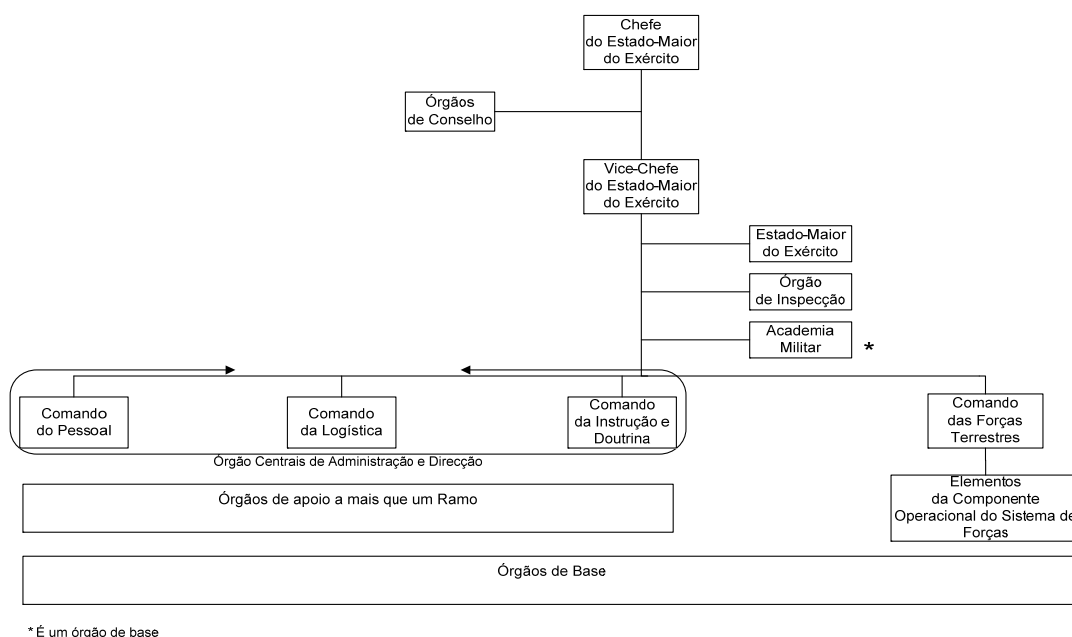 Chefe
do Estado-Maior
do Exército
Órgãos
de Conselho
Vice-Chefe
do Estado-Maior
do Exército
Estado-Maior
do Exército
Órgão
de Inspecção
Academia
Militar
*
Comando
do Pessoal
Comando
da Logística
Comando
da Instrução e
Doutrina
Comando
das Forças
Terrestres
Órgão Centrais de Administração e Direcção
Elementos
da Componente
Operacional do Sistema de
Forças
Órgãos de apoio a mais que um Ramo
Órgãos de Base
* É um órgão de base